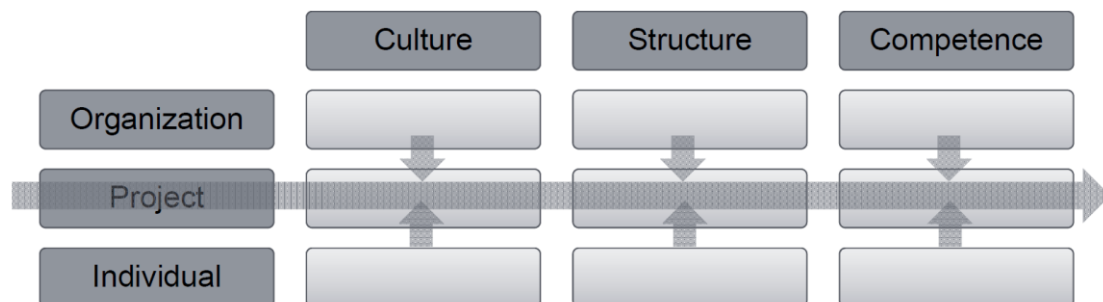 Culture
Structure
Competence
Organization
Project
Individual